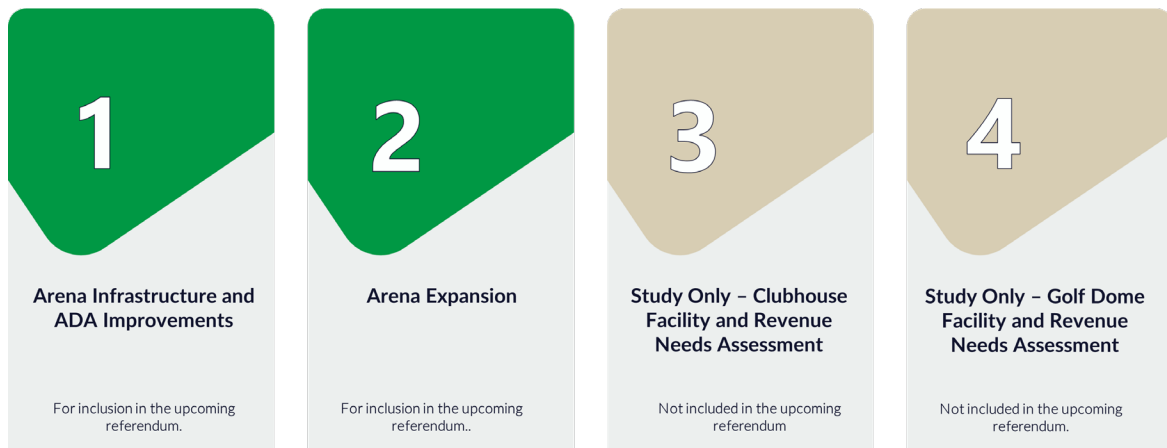 1
Arena Infrastructure and
ADA Improvements
For inclusion in the upcoming
referendum.
2
Arena Expansion
For inclusion in the upcoming
referendum..
3
Study Only – Clubhouse
Facility and Revenue
Needs Assessment
Not included in the upcoming
referendum
4
Study Only – Golf Dome
Facility and Revenue
Needs Assessment
Not included in the upcoming
referendum.